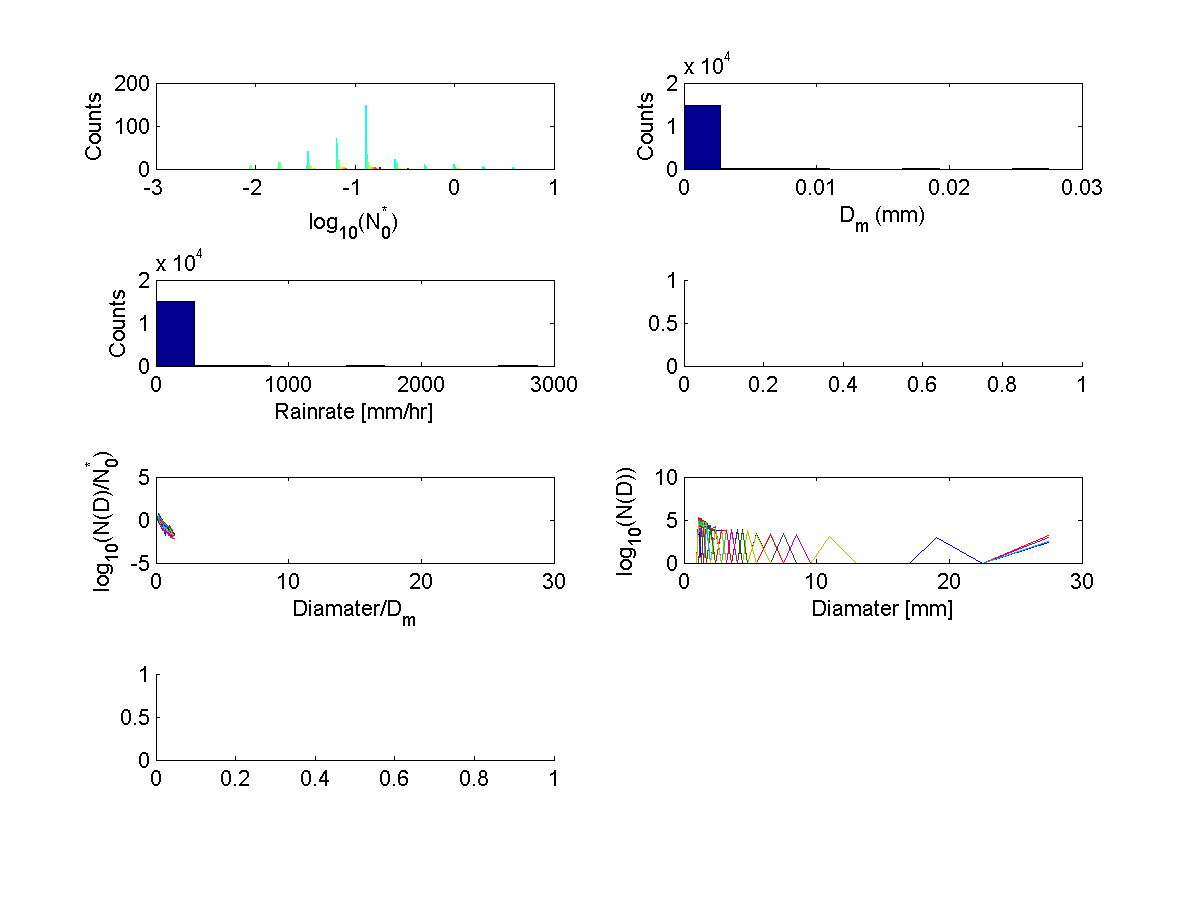 200
100
0
Counts
-3 -2 -1 0 1
log10(N0*)
x 10^4
2
1
0
Counts
0 0.01 0.02 0.03
Dm (mm)
x 10^4
2
1
0
Counts
0 1000 2000 3000
Rainrate [mm/hr]
1
0.5
0
0 0.2 0.4 0.6 0.8 1
5
0
-5
log10(N(D)/N0*)
0 10 20 30
Diamater/Dm
10
5
0
log10(N(D))
0 10 20 30
Diamater [mm]
1
0.5
0
0 0.2 0.4 0.6 0.8 1